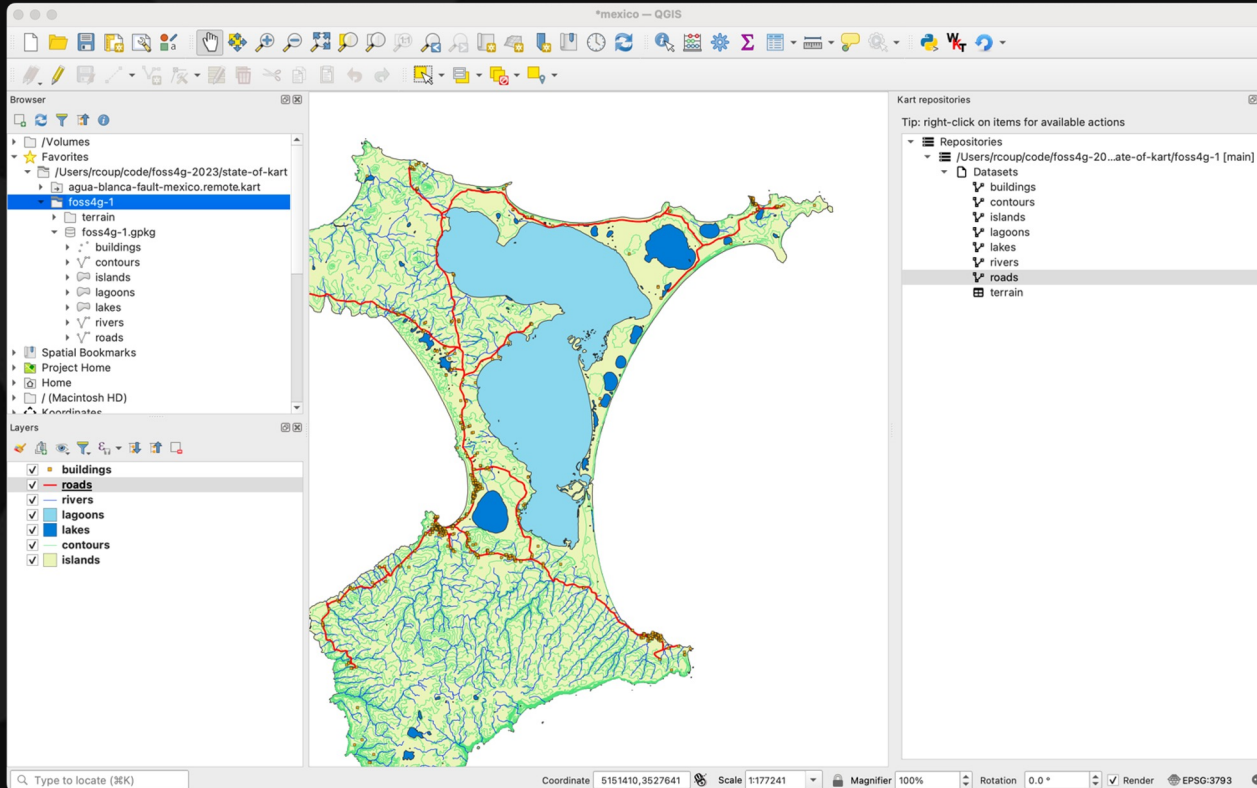 *mexico — QGIS
Browser
/Volumes
Favorites
/Users/rcoup/code/foss4g-2023/state-of-kart
agua-blanca-fault-mexico.remote.kart
foss4g-1
terrain
foss4g-1.gpkg
buildings
contours
islands
lagoons
lakes
rivers
roads
Spatial Bookmarks
Project Home
Home
/ (Macintosh HD)
Koordinates
Layers
buildings
roads
rivers
lagoons
lakes
contours
islands
Kart repositories
Tip: right-click on items for available actions
Repositories
/Users/rcoup/code/foss4g-20...ate-of-kart/foss4g-1 [main]
Datasets
buildings
contours
islands
lagoons
lakes
rivers
roads
terrain
Type to locate (⌘K)
Coordinate 5151410,3527641 Scale 1:177241 Magnifier 100% Rotation 0.0 ° Render EPSG:3793